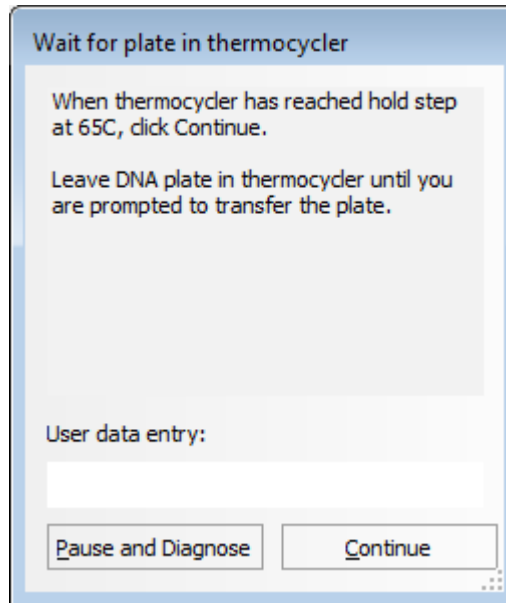 Wait for plate in thermocycler
When thermocycler has reached hold step
at 65C, click Continue.
Leave DNA plate in thermocycler until you
are prompted to transfer the plate.
User data entry:
Pause and Diagnose
Continue